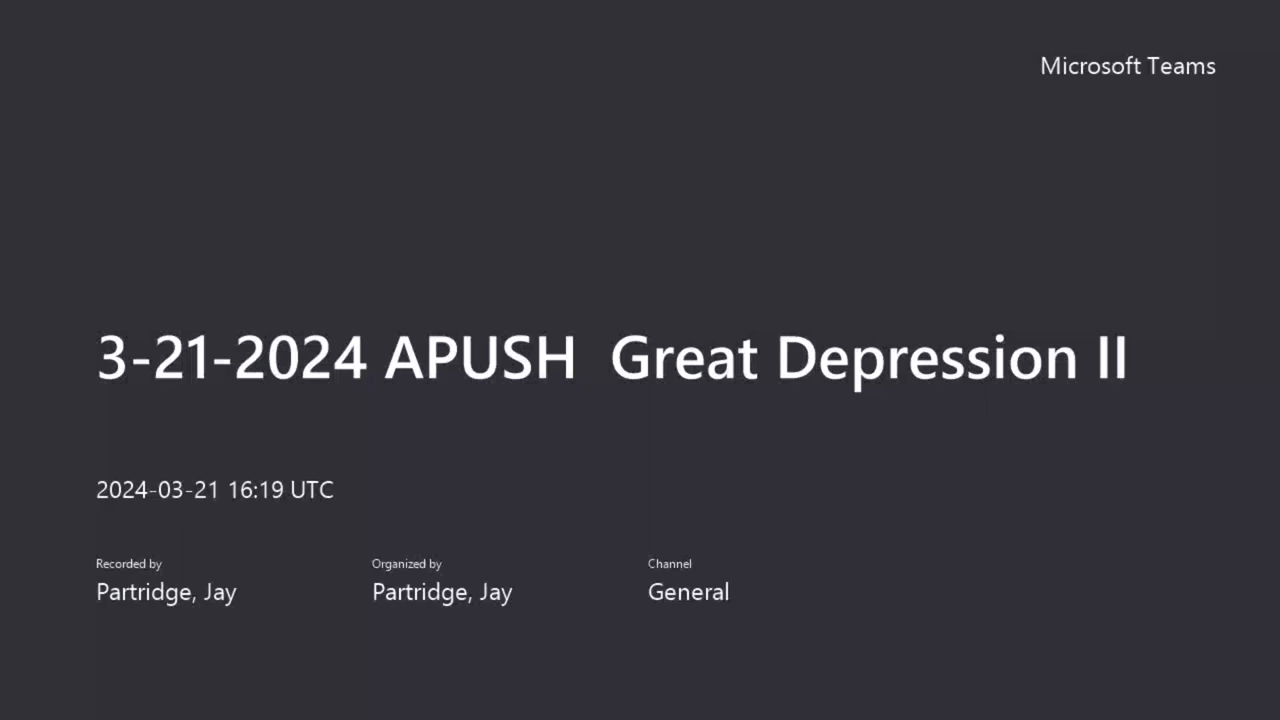 Microsoft Teams
3-21-2024 APUSH  Great Depression II
2024-03-21 16:19 UTC
Recorded by
Partridge, Jay
Organized by
Partridge, Jay
Channel
General